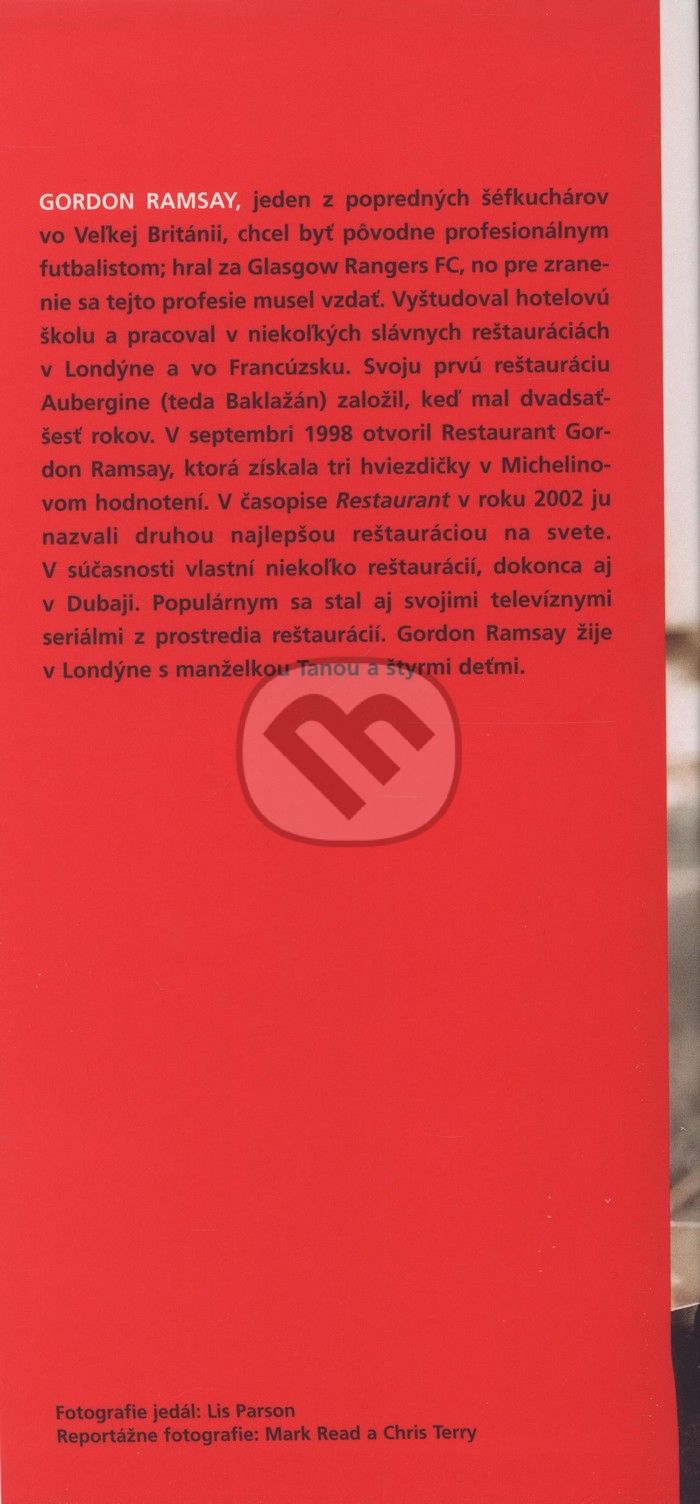 GORDON RAMSAY, jeden z popredných šéfkuchárov
vo Veľkej Británii, chcel byť pôvodne profesionálnym
futbalistom; hral za Glasgow Rangers FC, no pre zrane-
nie sa tejto profesie musel vzdať. Vyštudoval hotelovú
školu a pracoval v niekoľkých slávnych reštauráciách
v Londýne a vo Francúzsku. Svoju prvú reštauráciu
Aubergine (teda Baklažán) založil, keď mal dvadsať-
šesť rokov. V septembri 1998 otvoril Restaurant Gor-
don Ramsay, ktorá získala tri hviezdičky v Michelino-
vom hodnotení. V časopise Restaurant v roku 2002 ju
nazvali druhou najlepšou reštauráciou na svete.
V súčasnosti vlastní niekoľko reštaurácií, dokonca aj
v Dubaji. Populárnym sa stal aj svojimi televíznymi
seriálmi z prostredia reštaurácií. Gordon Ramsay žije
v Londýne s manželkou Tanou a štyrmi deťmi.
Fotografie jedál: Lis Parson
Reportážne fotografie: Mark Read a Chris Terry